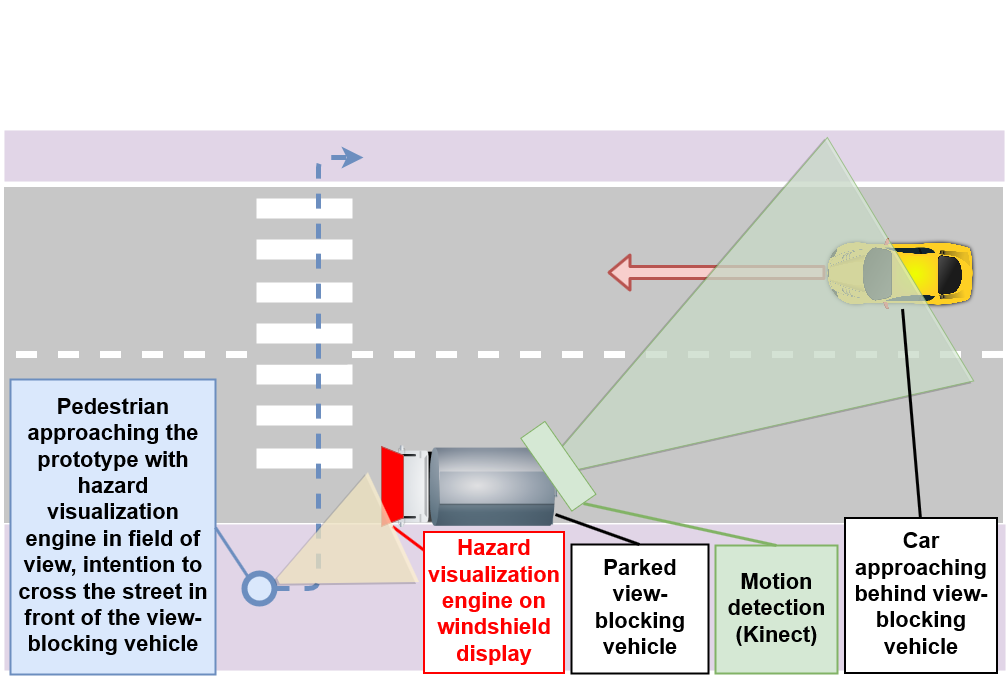 Pedestrian
approaching the
prototype with
hazard
visualization
engine in field of
view, intention to
cross the street in
front of the view-
blocking vehicle
Hazard
visualization
engine on
windshield
display
Parked
view-
blocking
vehicle
Motion
detection
(Kinect)
Car
approaching
behind view-
blocking
vehicle